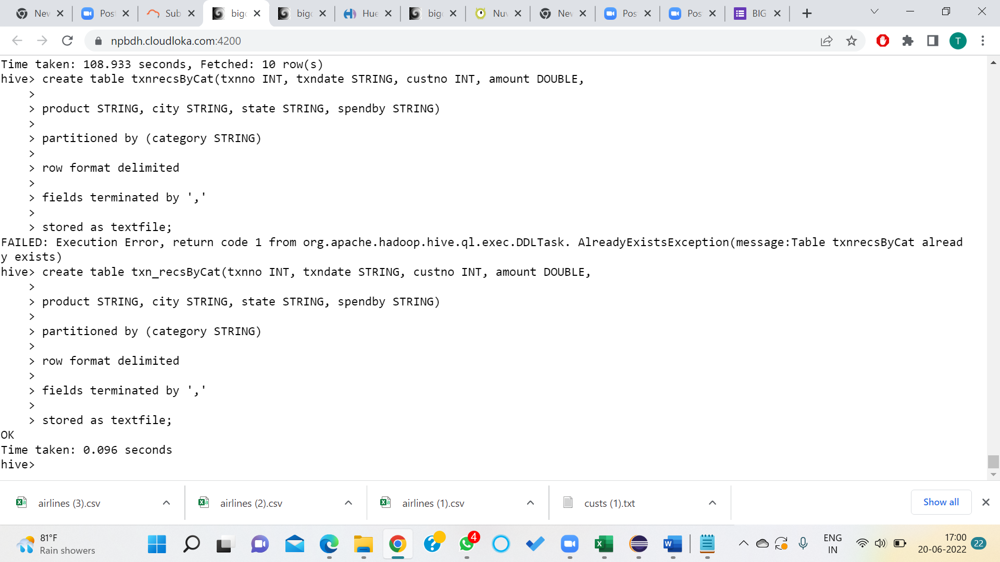 New
Pos
Sub
big
big
Hue
big
Nuv
New
Pos
Pos
BIG
npbdh.cloudloka.com:4200
T
Time taken: 108.933 seconds, Fetched: 10 row(s)
hive> create table txnrecsByCat(txnno INT, txndate STRING, custno INT, amount DOUBLE,
>
> product STRING, city STRING, state STRING, spendby STRING)
>
> partitioned by (category STRING)
>
> row format delimited
>
> fields terminated by ','
>
> stored as textfile;
FAILED: Execution Error, return code 1 from org.apache.hadoop.hive.ql.exec.DDLTask. AlreadyExistsException(message:Table txnrecsByCat alread
y exists)
hive> create table txn_recsByCat(txnno INT, txndate STRING, custno INT, amount DOUBLE,
>
> product STRING, city STRING, state STRING, spendby STRING)
>
> partitioned by (category STRING)
>
> row format delimited
>
> fields terminated by ','
>
> stored as textfile;
OK
Time taken: 0.096 seconds
hive>
airlines (3).csv
airlines (2).csv
airlines (1).csv
custs (1).txt
Show all
81°F
Rain showers
4
ENG
IN
17:00
20-06-2022
22